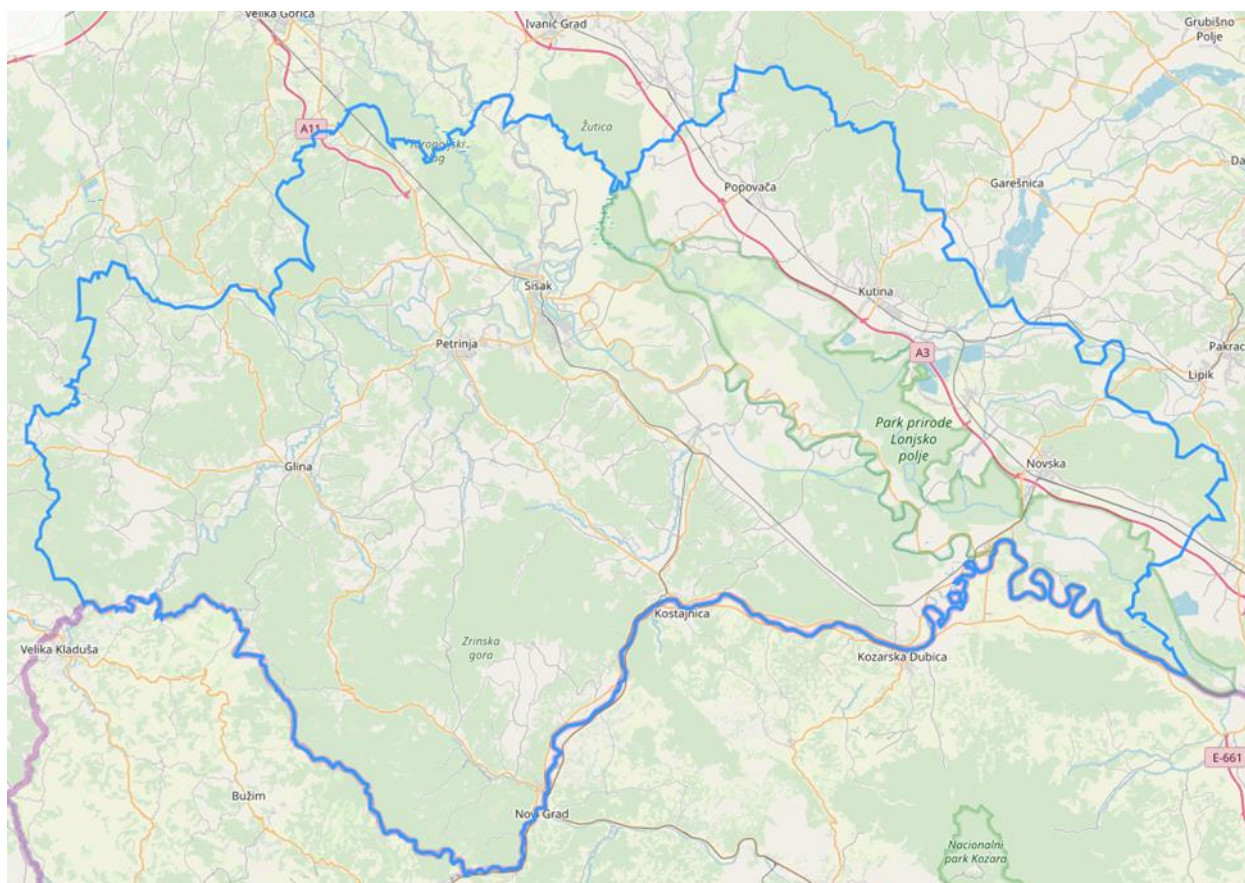 Velika Gorica
Ivanić Grad
Grubišno
Polje
A11
Žutica
Popovača
Garešnica
Sisak
Kutina
Petrinja
A3
Pakrac
Lipik
Park prirode
Lonjsko
polje
Glina
Novska
Kostajnica
Zrinska
gora
Velika Kladuša
Kozarska Dubica
E-661
Bužim
Novi Grad
Nacionalni
park Kozara